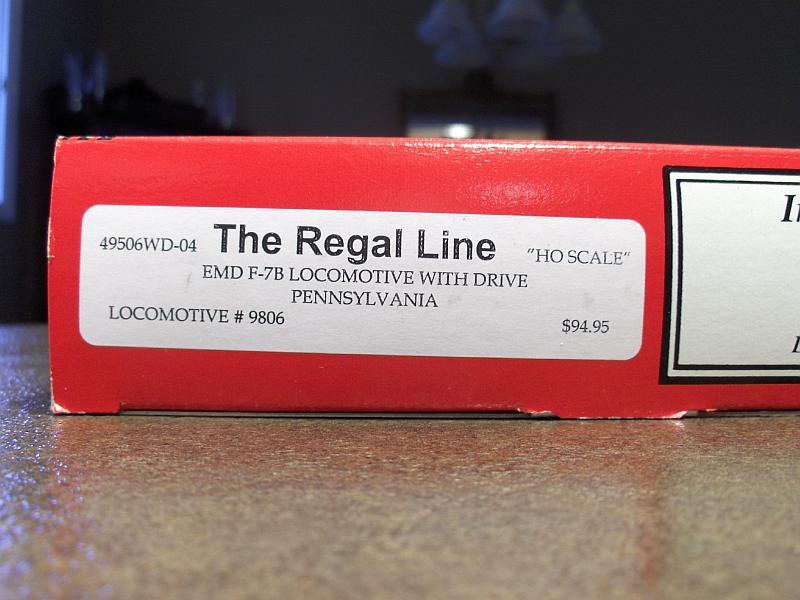 49506WD-04 The Regal Line "HO SCALE"
EMD F-7B LOCOMOTIVE WITH DRIVE
PENNSYLVANIA
LOCOMOTIVE # 9806 $94.95